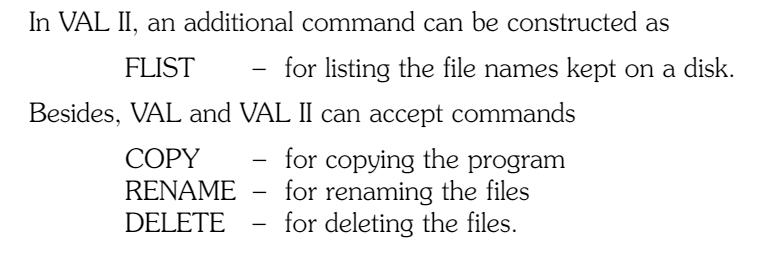 In VAL II, an additional command can be constructed as
FLIST – for listing the file names kept on a disk.
Besides, VAL and VAL II can accept commands
COPY – for copying the program
RENAME – for renaming the files
DELETE – for deleting the files.